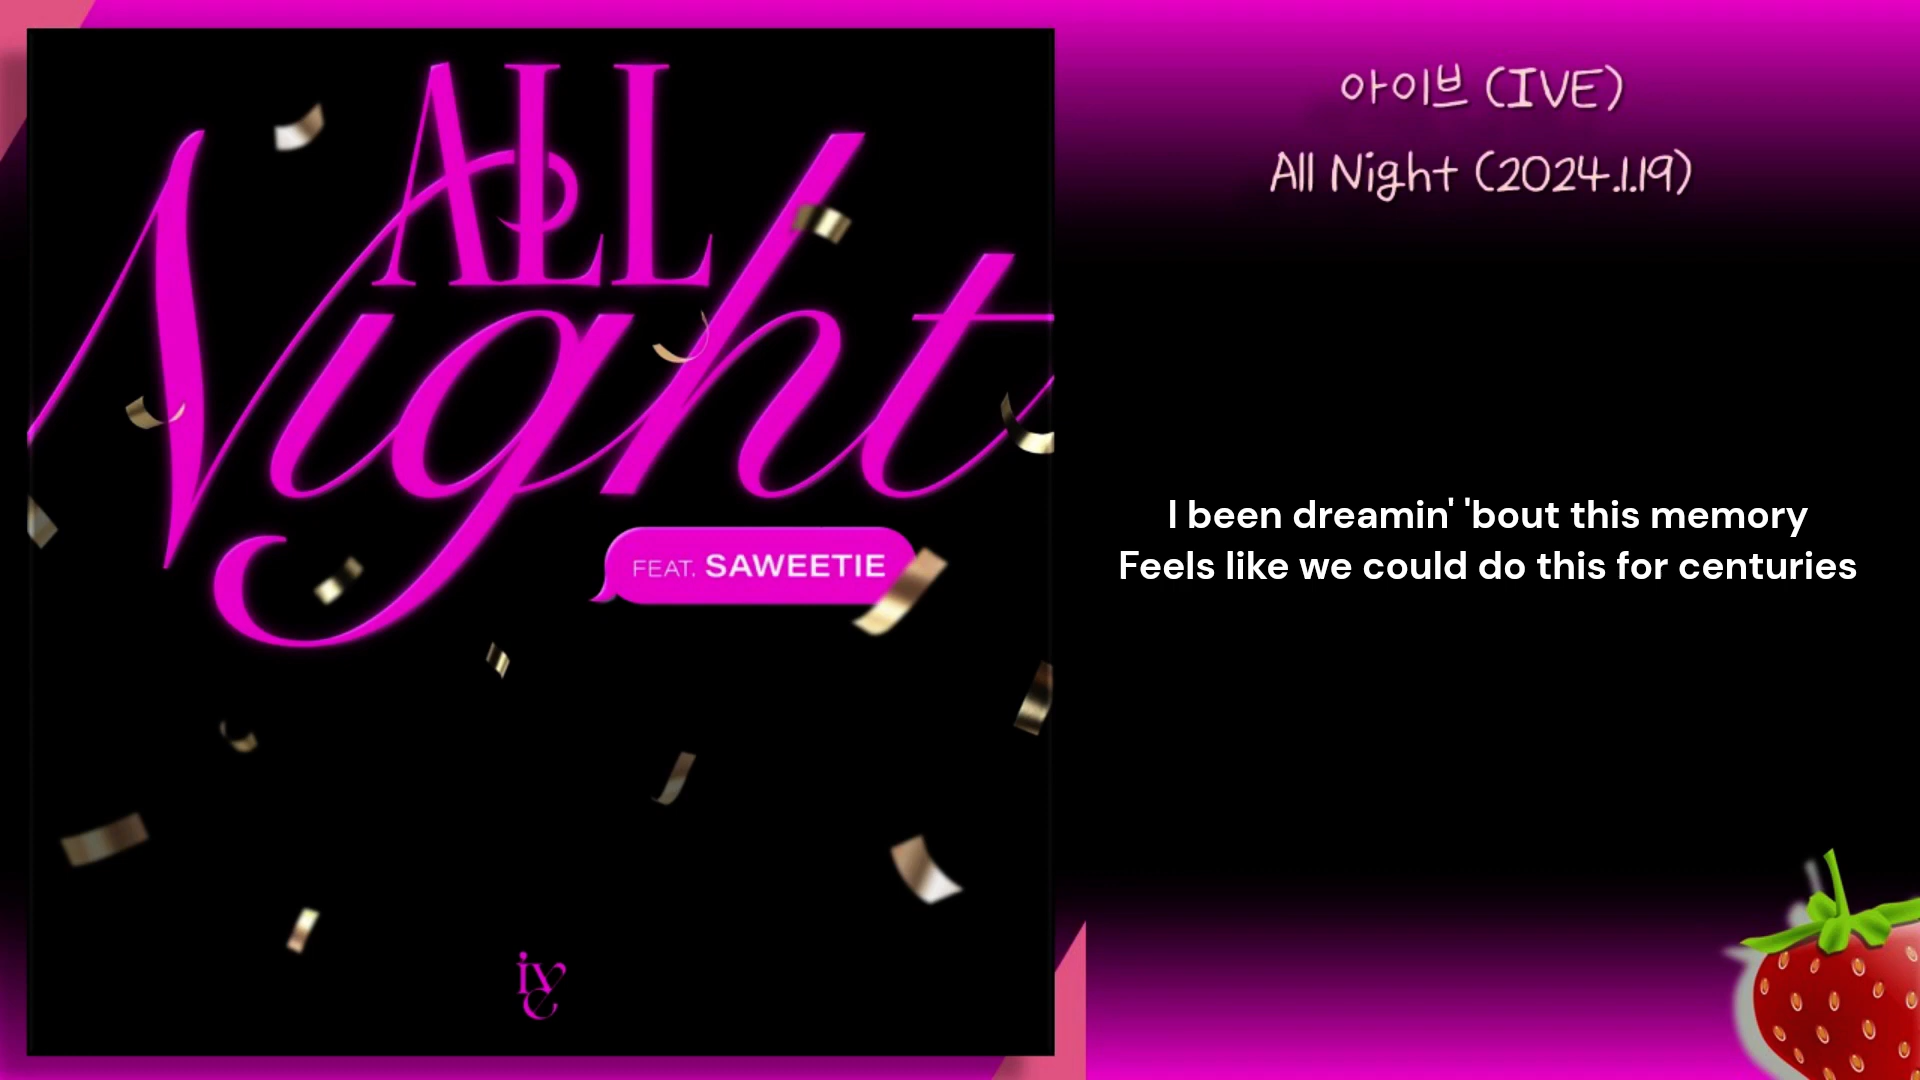 ALL
Night
FEAT. SAWEETIE
ive
아이브 (IVE)
All Night (2024.1.19)
I been dreamin' 'bout this memory
Feels like we could do this for centuries